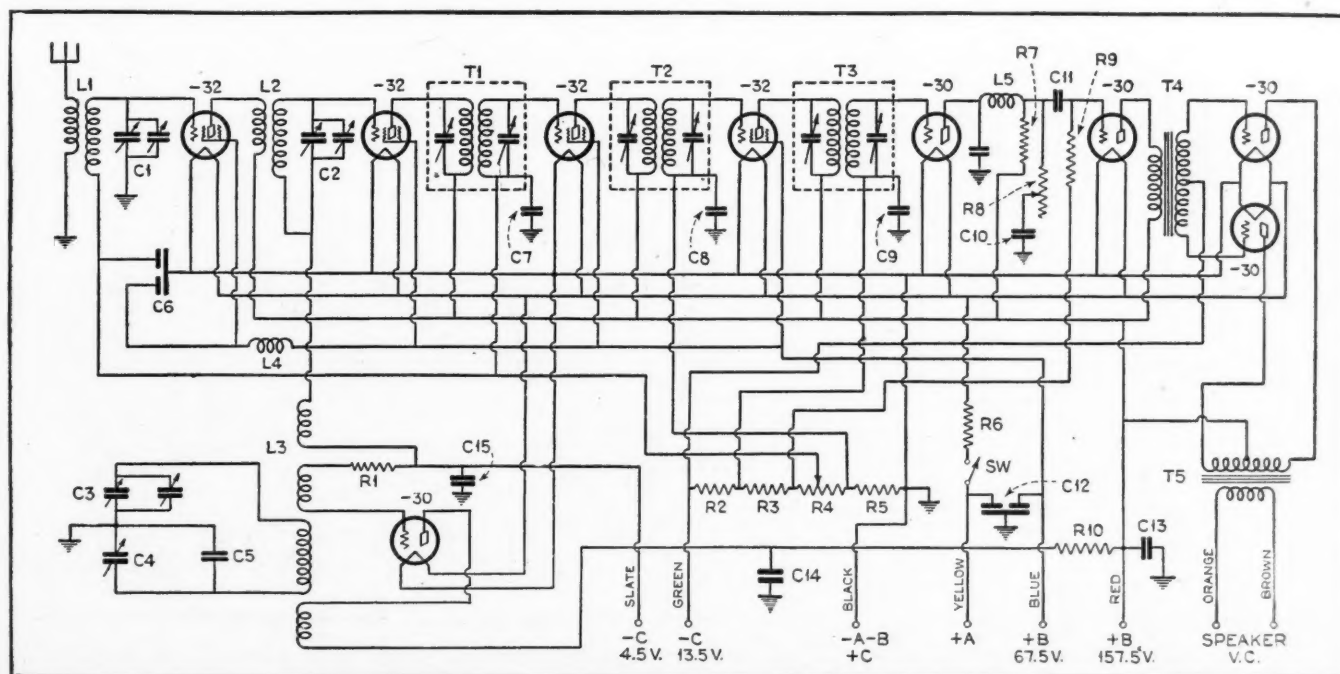 L1
C1
-32
L2
C2
-32
T1
C7
-32
T2
C8
-32
T3
C9
-30
L5
R7
C11
R9
R8
C10
-30
T4
-30
-30
C6
L4
L3
C15
R1
-30
C3
C4
C5
R2
R3
R4
R5
R6
SW
C12
R10
C13
C14
T5
SLATE
GREEN
BLACK
YELLOW
BLUE
RED
ORANGE
BROWN
-C
4.5 V.
-C
13.5 V.
-A-B
+C
+A
+B
67.5 V.
+B
157.5 V.
SPEAKER
V.C.